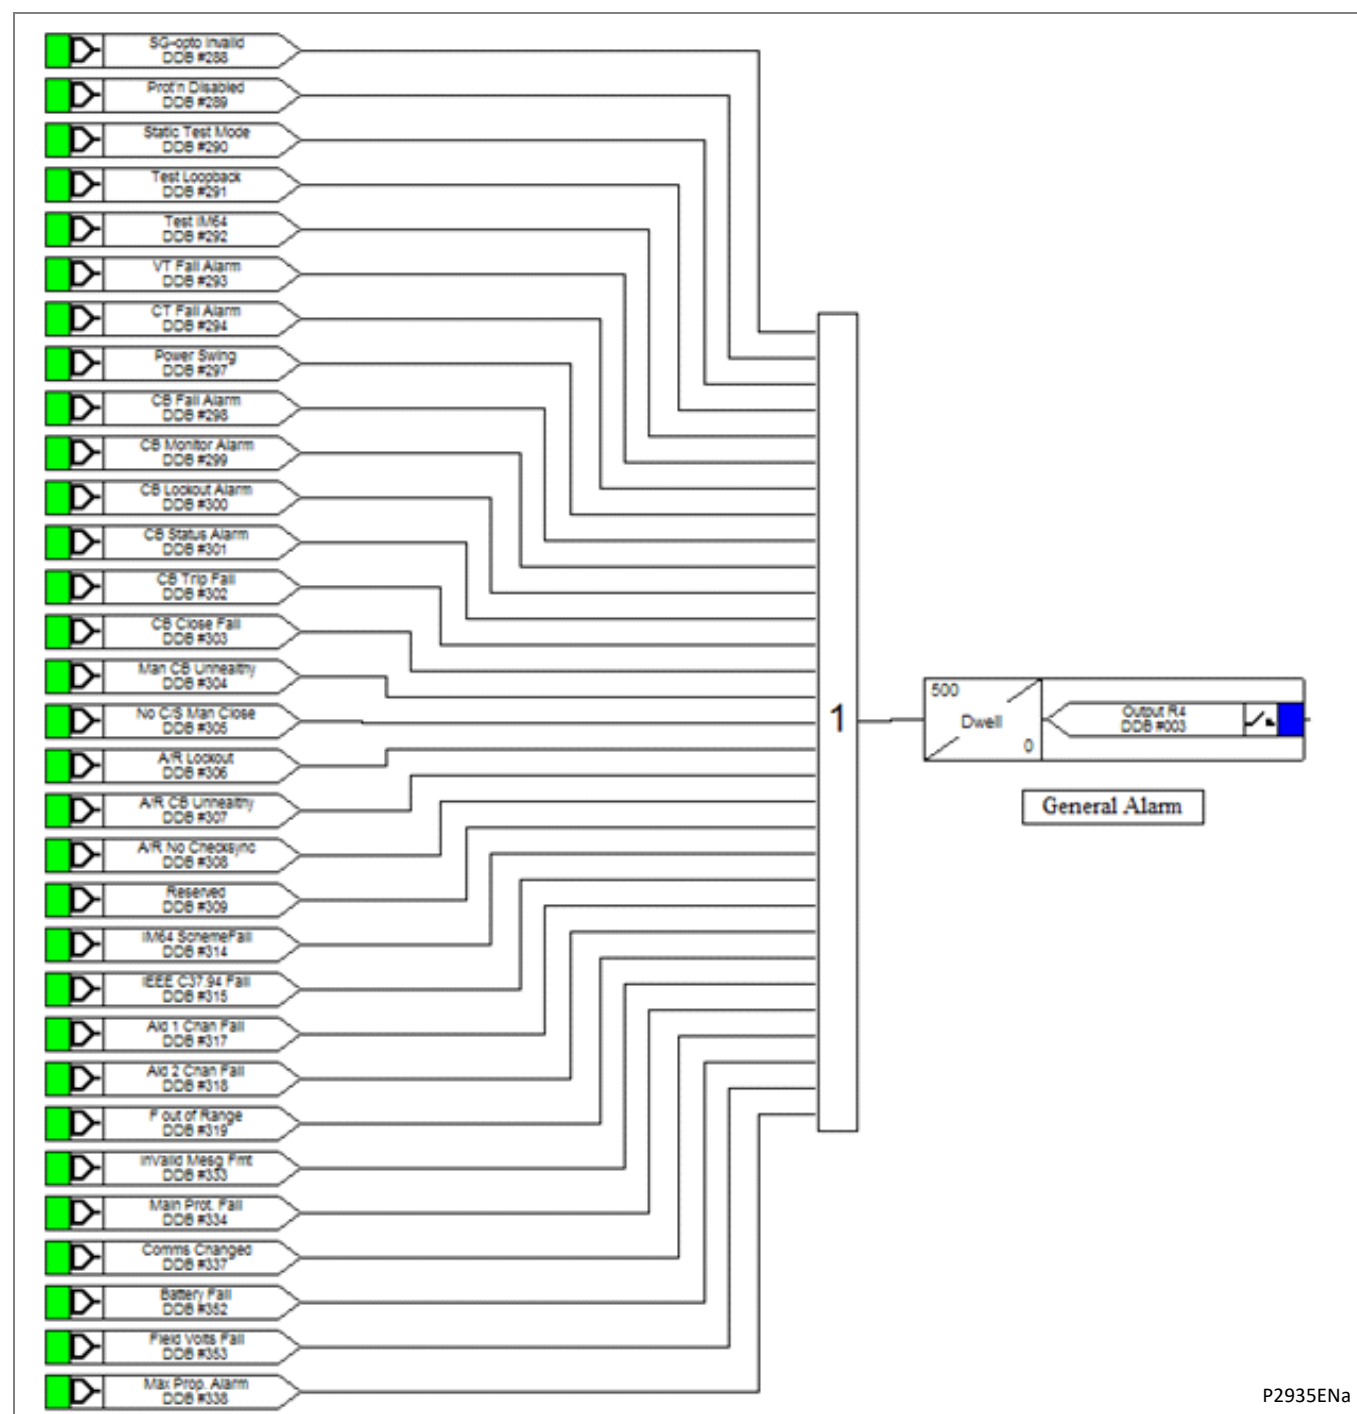 SG-opto Invalid
DDB #288
Prot'n Disabled
DDB #289
Static Test Mode
DDB #290
Test Loopback
DDB #291
Test IM64
DDB #292
VT Fail Alarm
DDB #293
CT Fail Alarm
DDB #294
Power Swing
DDB #297
CB Fail Alarm
DDB #298
CB Monitor Alarm
DDB #299
CB Lockout Alarm
DDB #300
CB Status Alarm
DDB #301
CB Trip Fail
DDB #302
CB Close Fail
DDB #303
Man CB Unhealthy
DDB #304
No C/S Man Close
DDB #305
A/R Lockout
DDB #306
A/R CB Unhealthy
DDB #307
A/R No Checksync
DDB #308
Reserved
DDB #309
IM64 SchemeFail
DDB #314
IEEE C37.94 Fail
DDB #315
Aid 1 Chan Fail
DDB #317
Aid 2 Chan Fail
DDB #318
F out of Range
DDB #319
InValid Mesg Fmt
DDB #333
Main Prot. Fail
DDB #334
Comms Changed
DDB #337
Battery Fail
DDB #352
Field Volts Fail
DDB #353
Max Prop. Alarm
DDB #338
1
500
Dwell
0
Output R4
DDB #003
General Alarm
P2935ENa